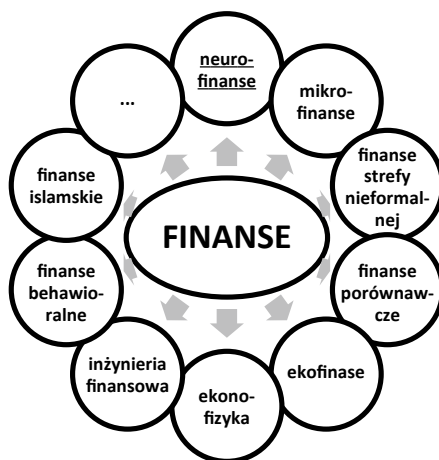 neuro-
finanse
mikro-
finanse
finanse
strefy
nieformal-
nej
finanse
porównaw-
cze
ekofinase
ekono-
fizyka
inżynieria
finansowa
finanse
behawio-
ralne
finanse
islamskie
...
FINANSE